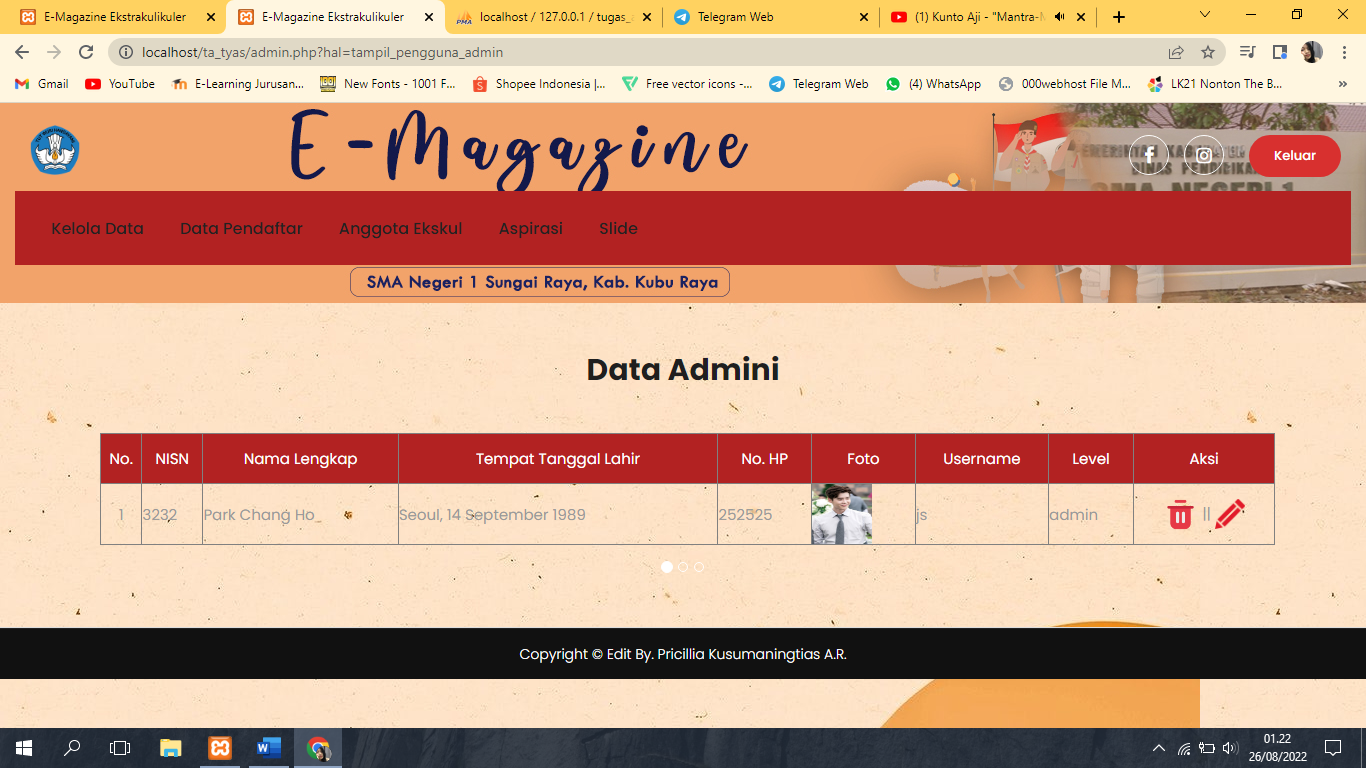 E-Magazine Ekstrakulikuler
E-Magazine Ekstrakulikuler
localhost / 127.0.0.1 / tugas_a
Telegram Web
(1) Kunto Aji - "Mantra-M
localhost/ta_tyas/admin.php?hal=tampil_pengguna_admin
Gmail YouTube E-Learning Jurusan... New Fonts - 1001 F... Shopee Indonesia |... Free vector icons -... Telegram Web (4) WhatsApp 000webhost File M... LK21 Nonton The B... »
E-Magazine
SMA NEGERI 1
Keluar
Kelola Data Data Pendaftar Anggota Ekskul Aspirasi Slide
SMA Negeri 1 Sungai Raya, Kab. Kubu Raya
Data Admini
No. NISN Nama Lengkap Tempat Tanggal Lahir No. HP Foto Username Level Aksi
1 3232 Park Chang Ho_ Seoul, 14 September 1989 252525 js admin ||
Copyright © Edit By. Pricillia Kusumaningtias A.R.
01.22
26/08/2022